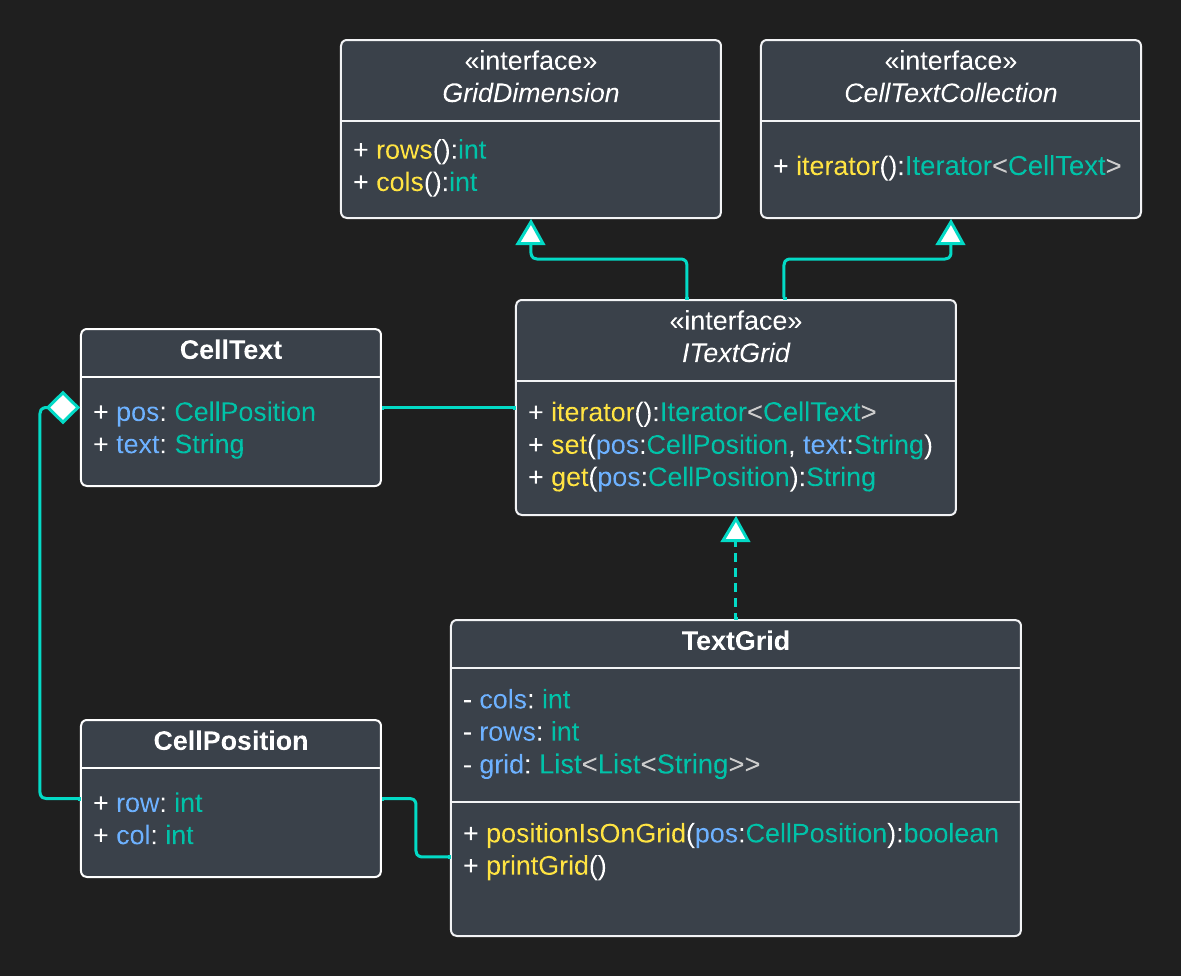 «interface»
GridDimension
+ rows():int
+ cols():int
«interface»
CellTextCollection
+ iterator():Iterator<CellText>
«interface»
ITextGrid
+ iterator():Iterator<CellText>
+ set(pos:CellPosition, text:String)
+ get(pos:CellPosition):String
CellText
+ pos: CellPosition
+ text: String
CellPosition
+ row: int
+ col: int
TextGrid
- cols: int
- rows: int
- grid: List<List<String>>
+ positionIsOnGrid(pos:CellPosition):boolean
+ printGrid()